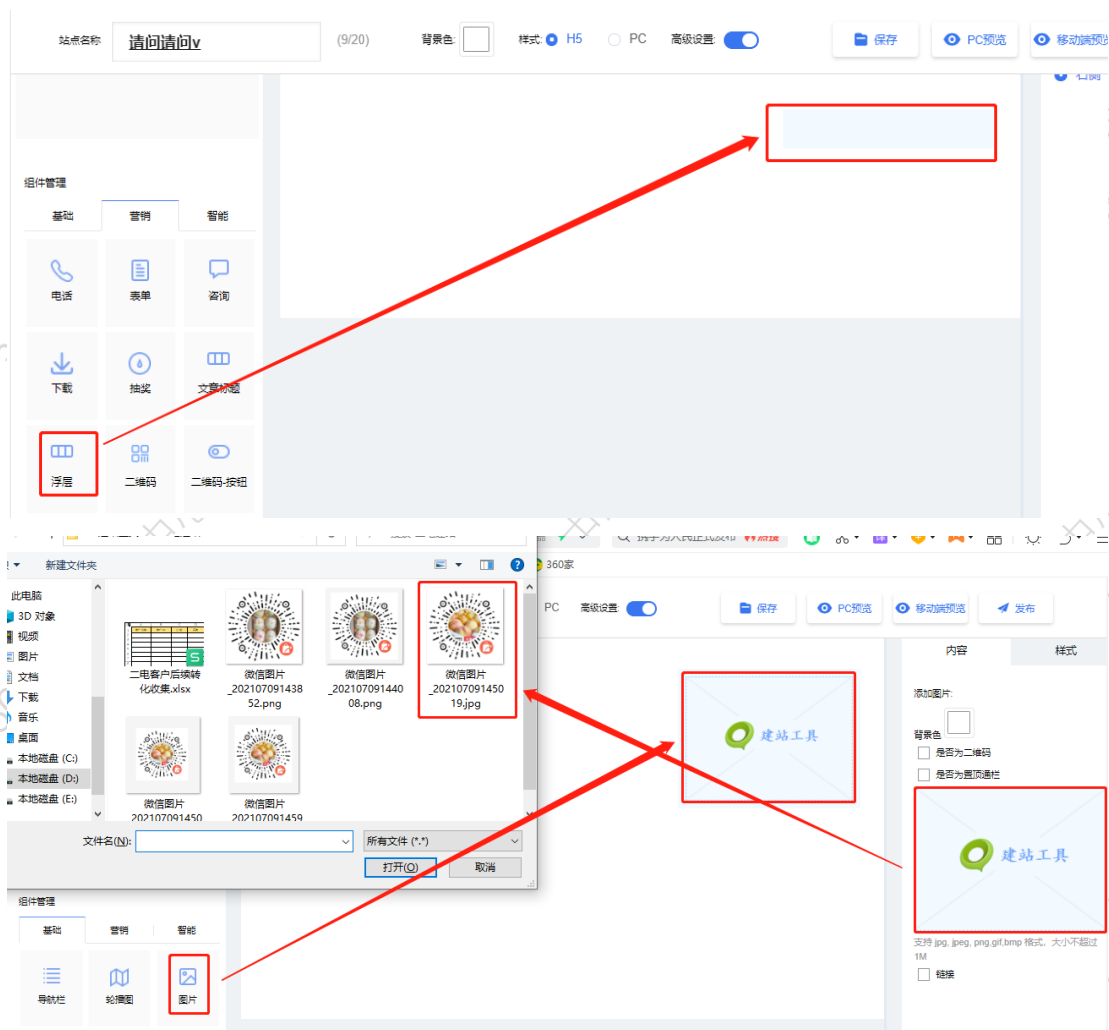 站点名称 请问请问v (9/20) 背景色: 样式: H5 PC 高级设置: 保存 PC预览 移动端预览
右侧
组件管理
基础 营销 智能
电话 表单 咨询
下载 抽奖 文章标题
浮层 二维码 二维码-按钮
新建文件夹 360家
此电脑
3D 对象
视频
图片
文档
下载
音乐
桌面
本地磁盘 (C:)
本地磁盘 (D:)
本地磁盘 (E:)
二电客户后续转
化收集.xlsx
微信图片
_202107091438
52.png
微信图片
_202107091440
08.png
微信图片
_202107091450
19.jpg
微信图片
202107091450
微信图片
202107091459
文件名(N): 所有文件 (*.*)
打开(O) 取消
PC 高级设置: 保存 PC预览 移动端预览 发布
建站工具
内容 样式
添加图片:
背景色
是否为二维码
是否为置顶通栏
建站工具
支持 jpg, jpeg, png,gif,bmp 格式，大小不超过
1M
链接
组件管理
基础 营销 智能
导航栏 轮播图 图片